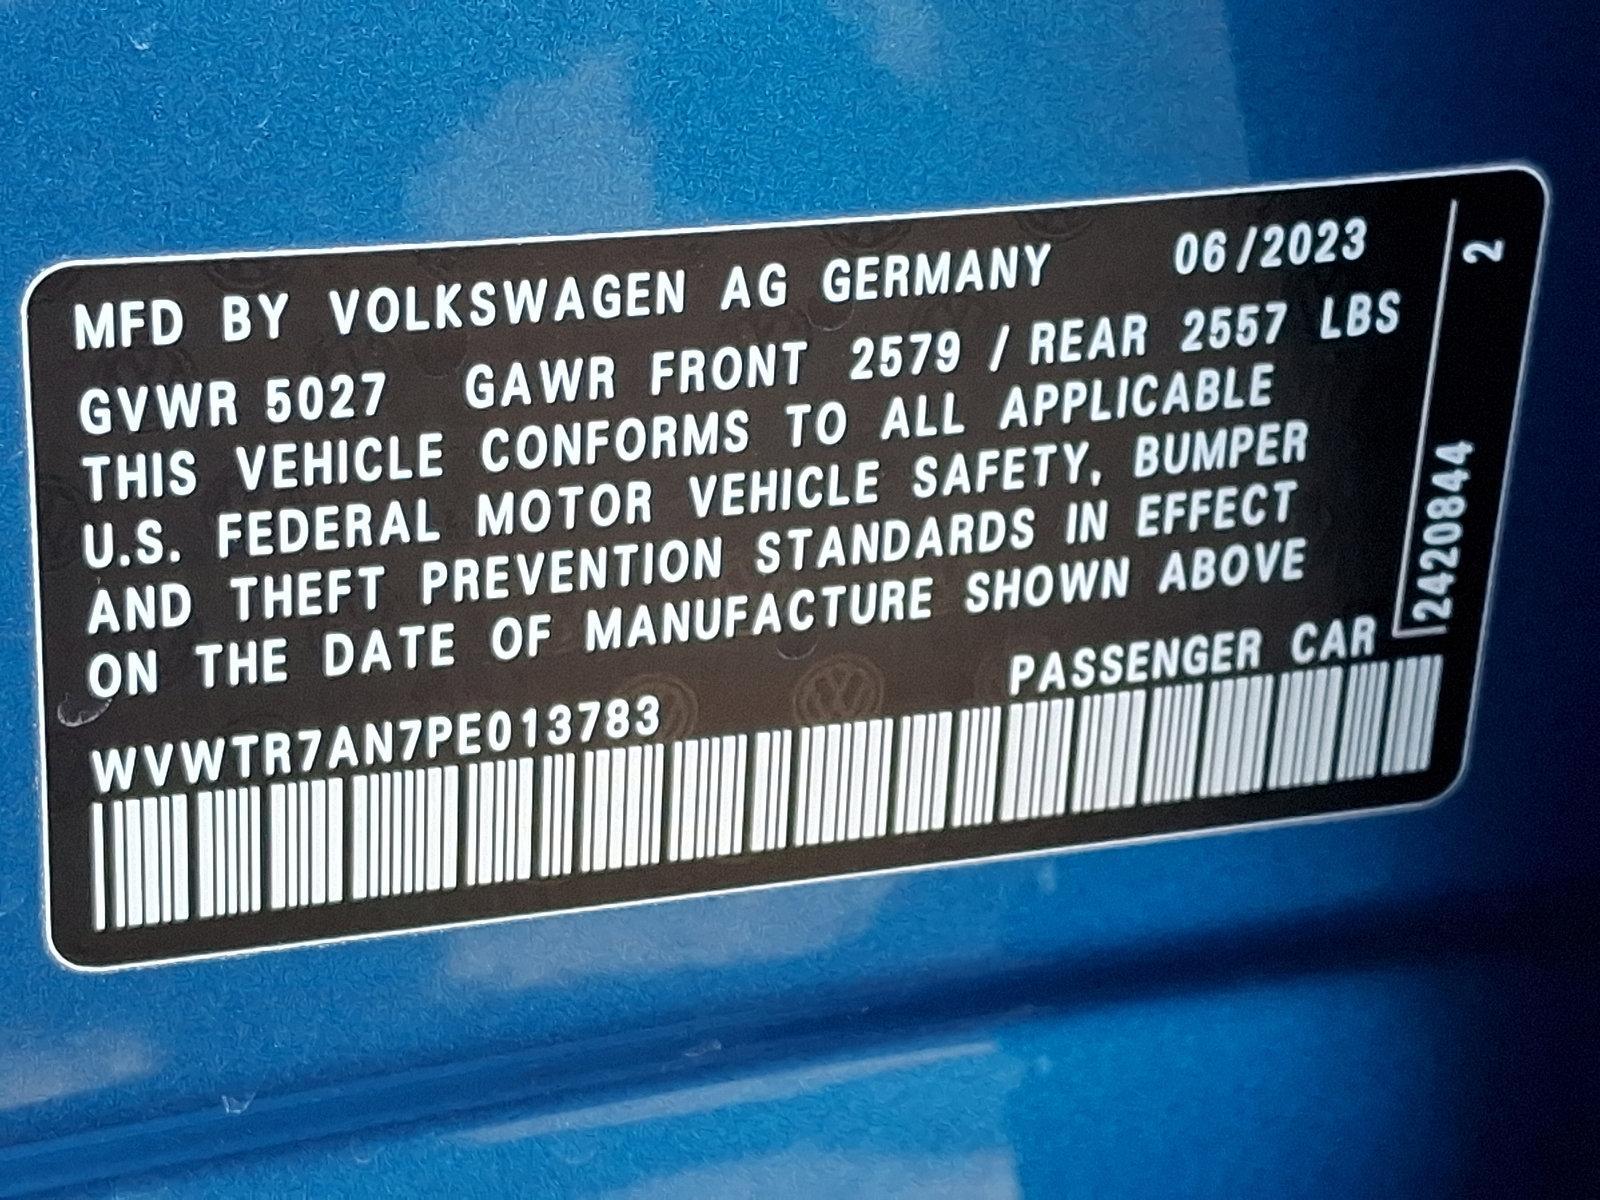 MFD BY VOLKSWAGEN AG GERMANY 06/2023
GVWR 5027 GAWR FRONT 2579 / REAR 2557 LBS
THIS VEHICLE CONFORMS TO ALL APPLICABLE
U.S. FEDERAL MOTOR VEHICLE SAFETY, BUMPER
AND THEFT PREVENTION STANDARDS IN EFFECT
ON THE DATE OF MANUFACTURE SHOWN ABOVE
WVWTR7AN7PE013783 PASSENGER CAR
2420844 2